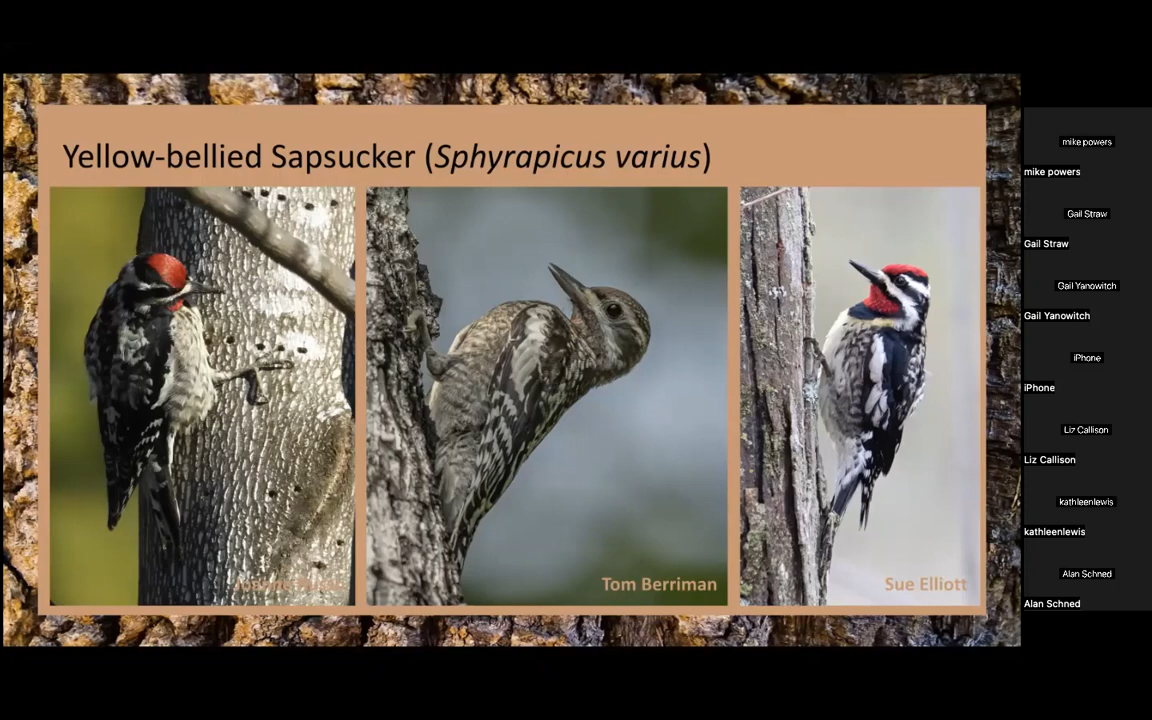 Yellow-bellied Sapsucker (Sphyrapicus varius)
Tom Berriman
Sue Elliott
mike powers
mike powers
Gail Straw
Gail Straw
Gail Yanowitch
Gail Yanowitch
iPhone
iPhone
Liz Callison
Liz Callison
kathleenlewis
kathleenlewis
Alan Schned
Alan Schned